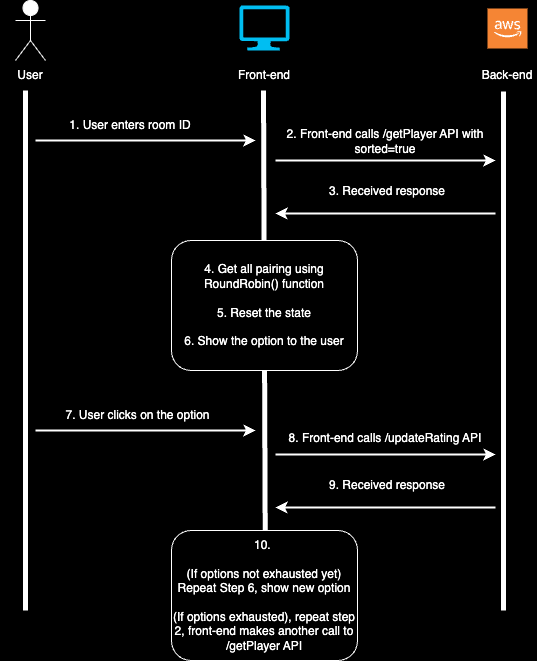 aws
User
Front-end
Back-end
1. User enters room ID
2. Front-end calls /getPlayer API with
sorted=true
3. Received response
4. Get all pairing using
RoundRobin() function
5. Reset the state
6. Show the option to the user
7. User clicks on the option
8. Front-end calls /updateRating API
9. Received response
10.
(If options not exhausted yet)
Repeat Step 6, show new option
(If options exhausted), repeat step
2, front-end makes another call to
/getPlayer API